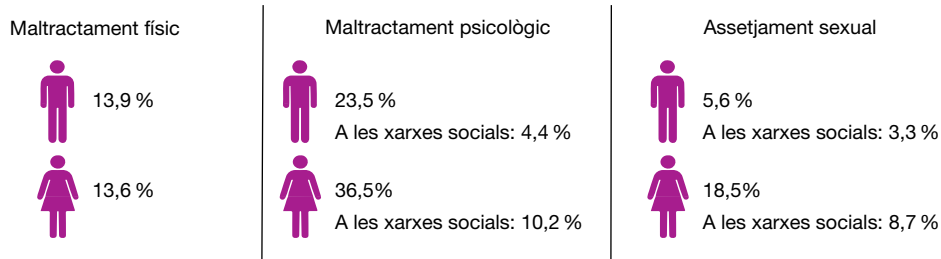 Maltractament físic
13,9 %
13,6 %
Maltractament psicològic
23,5 %
A les xarxes socials: 4,4 %
36,5%
A les xarxes socials: 10,2 %
Assetjament sexual
5,6 %
A les xarxes socials: 3,3 %
18,5%
A les xarxes socials: 8,7 %